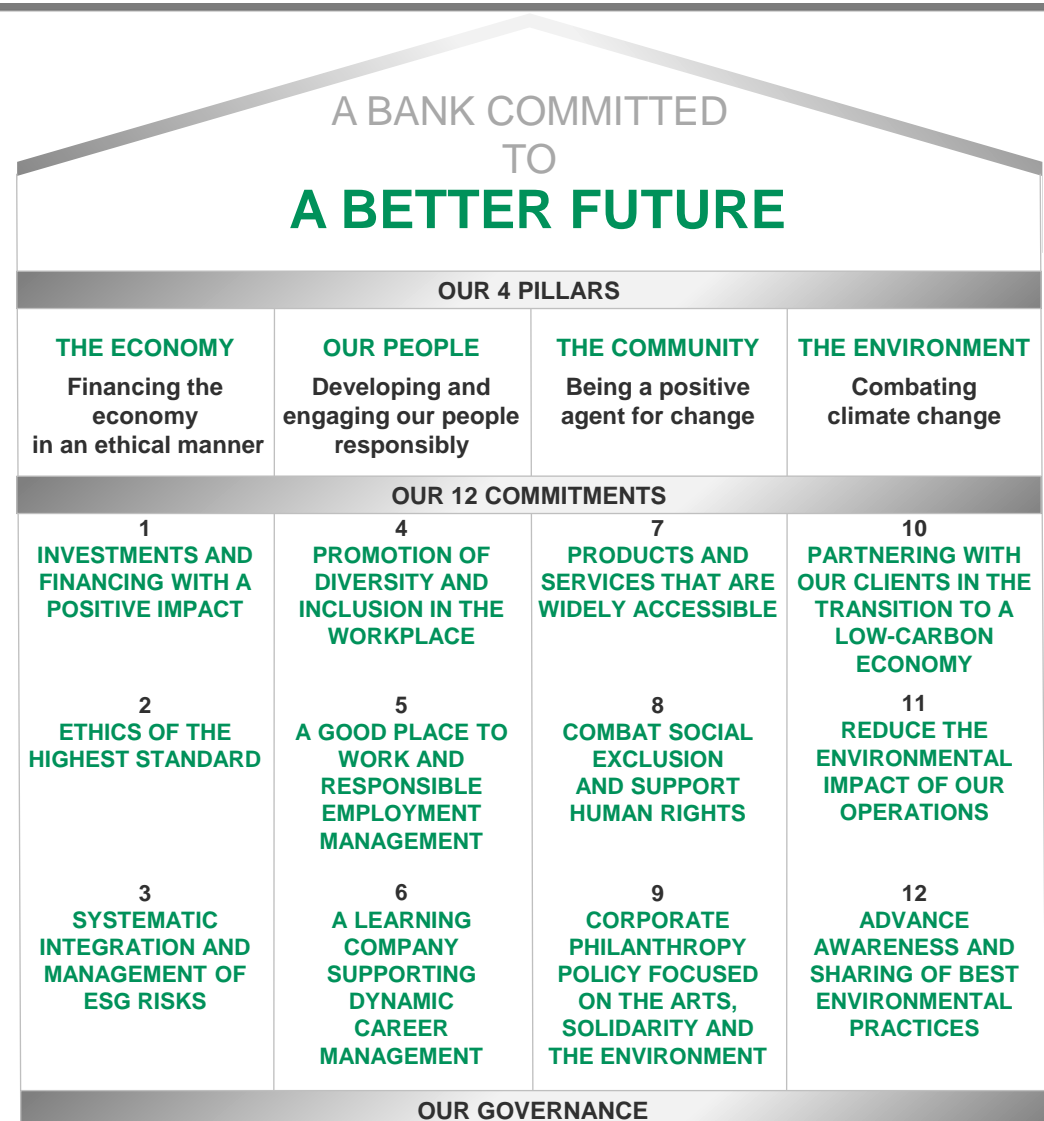 A BANK COMMITTED
TO
A BETTER FUTURE
OUR 4 PILLARS
THE ECONOMY
Financing the
economy
in an ethical manner
OUR PEOPLE
Developing and
engaging our people
responsibly
THE COMMUNITY
Being a positive
agent for change
THE ENVIRONMENT
Combating
climate change
OUR 12 COMMITMENTS
1
INVESTMENTS AND
FINANCING WITH A
POSITIVE IMPACT
2
ETHICS OF THE
HIGHEST STANDARD
3
SYSTEMATIC
INTEGRATION AND
MANAGEMENT OF
ESG RISKS
4
PROMOTION OF
DIVERSITY AND
INCLUSION IN THE
WORKPLACE
5
A GOOD PLACE TO
WORK AND
RESPONSIBLE
EMPLOYMENT
MANAGEMENT
6
A LEARNING
COMPANY
SUPPORTING
DYNAMIC
CAREER
MANAGEMENT
7
PRODUCTS AND
SERVICES THAT ARE
WIDELY ACCESSIBLE
8
COMBAT SOCIAL
EXCLUSION
AND SUPPORT
HUMAN RIGHTS
9
CORPORATE
PHILANTHROPY
POLICY FOCUSED
ON THE ARTS,
SOLIDARITY AND
THE ENVIRONMENT
10
PARTNERING WITH
OUR CLIENTS IN THE
TRANSITION TO A
LOW-CARBON
ECONOMY
11
REDUCE THE
ENVIRONMENTAL
IMPACT OF OUR
OPERATIONS
12
ADVANCE
AWARENESS AND
SHARING OF BEST
ENVIRONMENTAL
PRACTICES
OUR GOVERNANCE